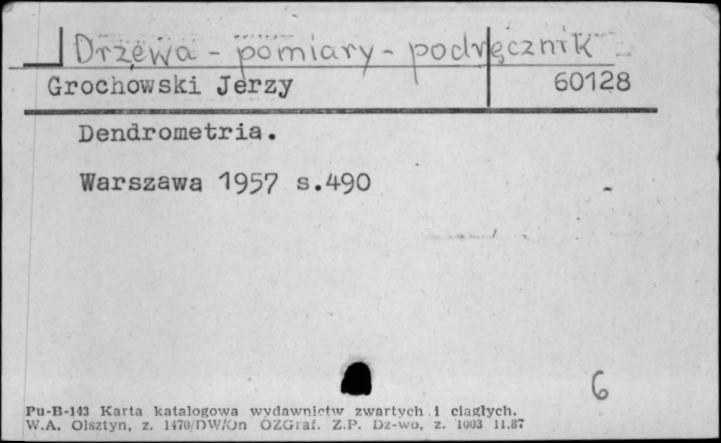 Drzewa - pomiary - podręcznik
Grochowski Jerzy 60128
Dendrometria.
Warszawa 1957 s.490
6
Pu-B-143 Karta katalogowa wydawnictw zwartych i ciągłych.
W.A. Olsztyn, z. 1470/DW/Jn OZGraf. Z.P. Dz-wo, z. 1003 11.87